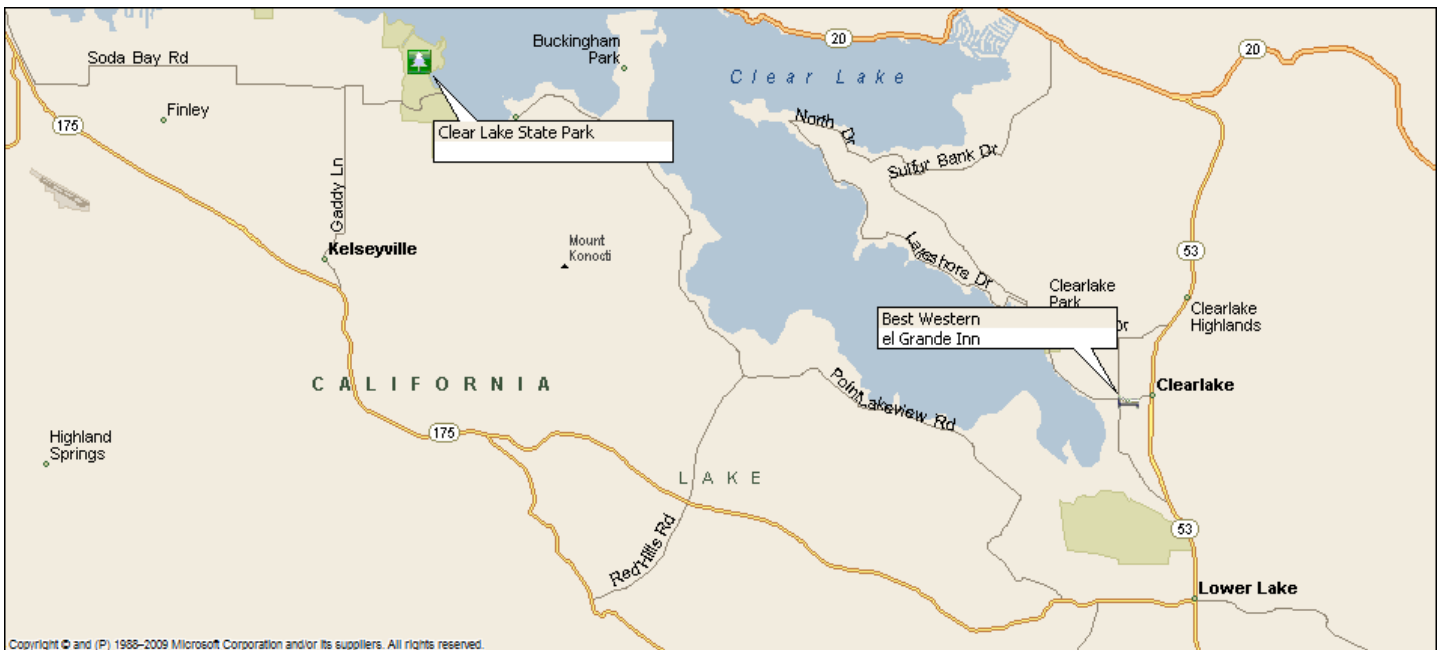 20
Buckingham
Park
Soda Bay Rd
20
Clear Lake
Finley
175
North Dr
Clear Lake State Park
Sulfur Bank Dr
Gaddy Ln
Kelseyville
Mount
Konocti
Lakeshore Dr
53
Clearlake
Park
Clearlake
Highlands
Best Western
el Grande Inn
Dr
CALIFORNIA
Clearlake
Point Lakeview Rd
175
Highland
Springs
LAKE
53
Red Hills Rd
Lower Lake
Copyright © and (P) 1988–2009 Microsoft Corporation and/or its suppliers. All rights reserved.